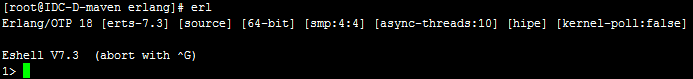 [root@IDC-D-maven erlang]# erl
Erlang/OTP 18 [erts-7.3] [source] [64-bit] [smp:4:4] [async-threads:10] [hipe] [kernel-poll:false]
Eshell V7.3  (abort with ^G)
1>